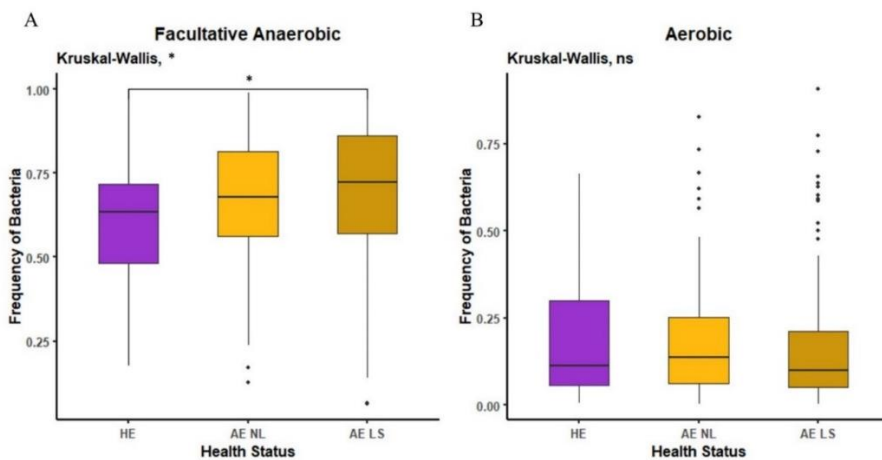 A
Facultative Anaerobic
Kruskal-Wallis, *
*
1.00
0.75
0.50
0.25
Frequency of Bacteria
HE
AE NL
AE LS
Health Status
B
Aerobic
Kruskal-Wallis, ns
0.75
0.50
0.25
0.00
Frequency of Bacteria
HE
AE NL
AE LS
Health Status